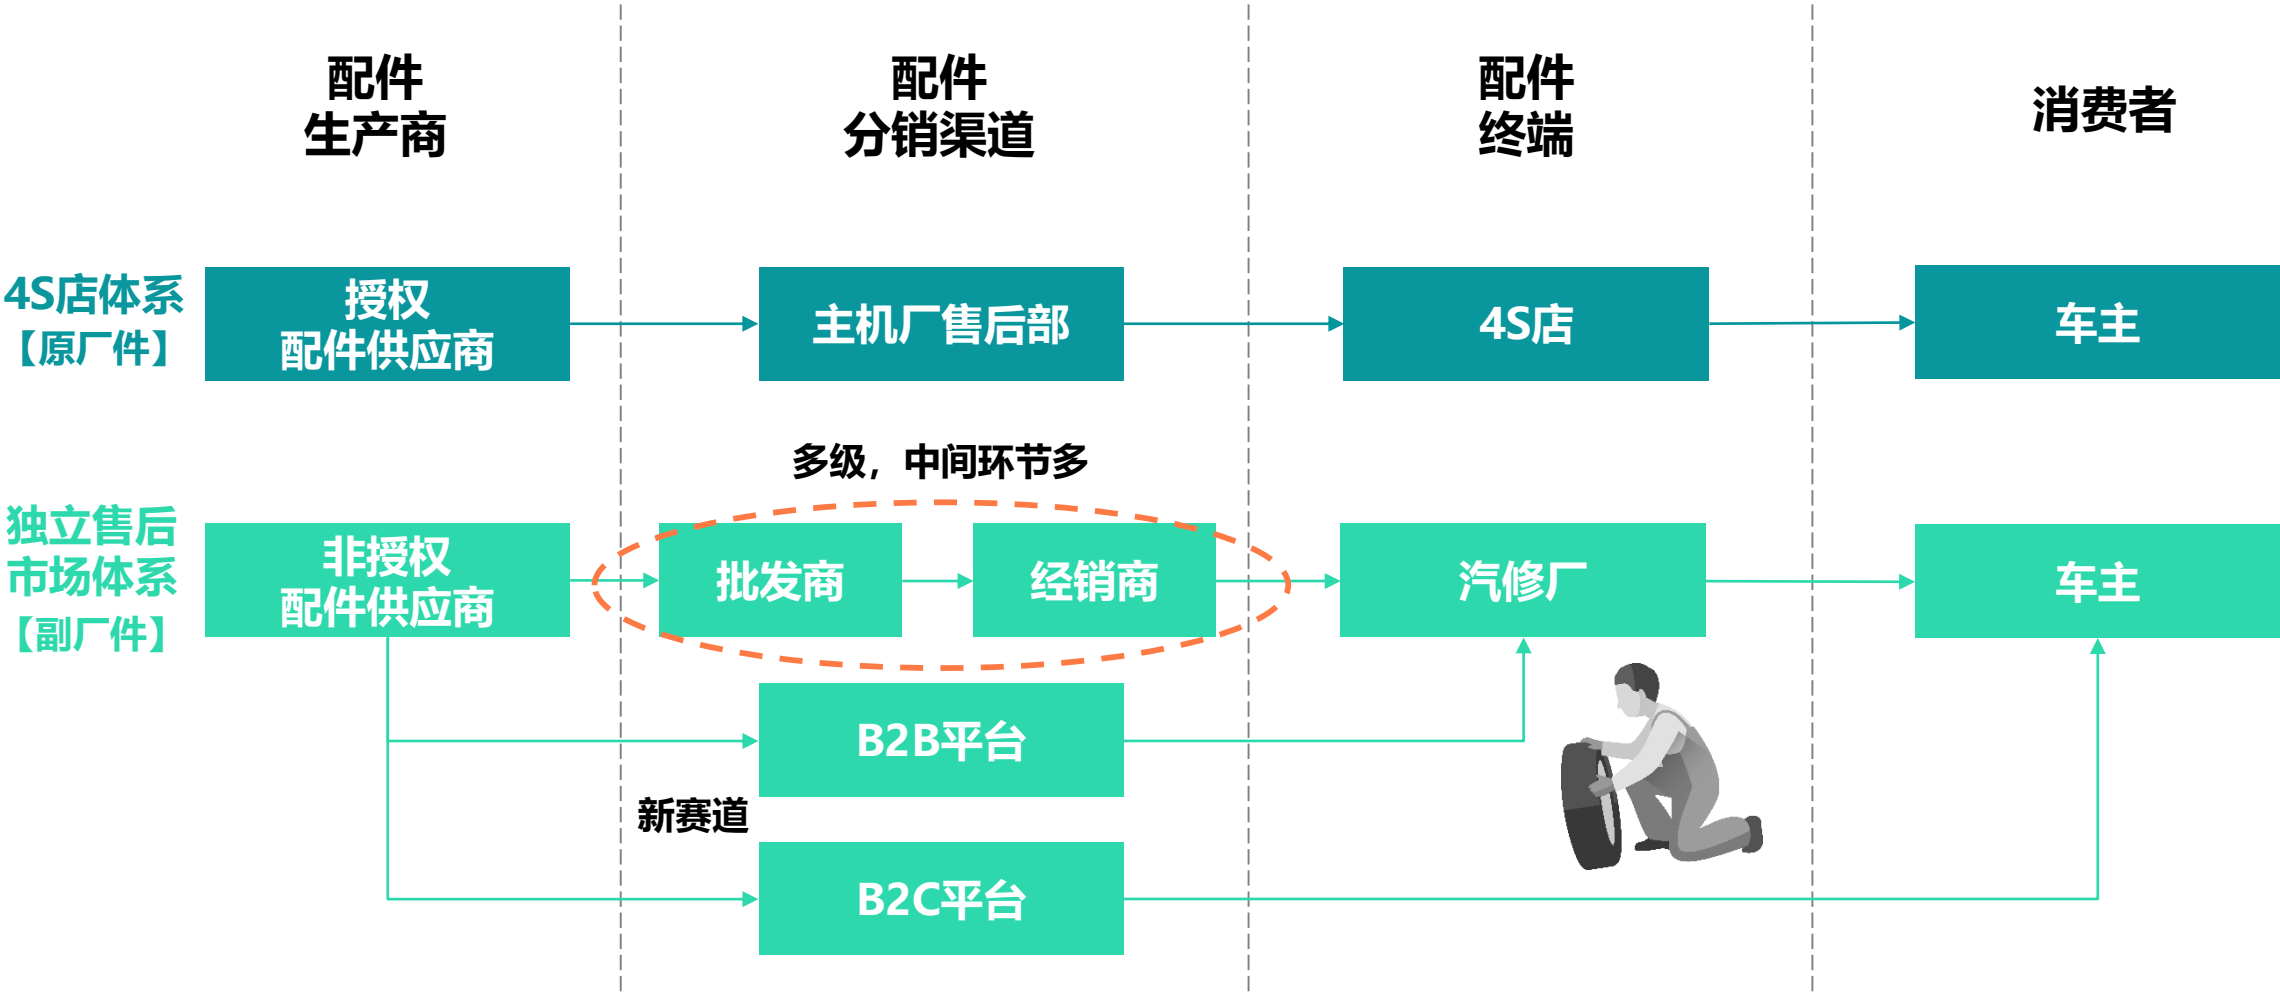 配件
生产商
配件
分销渠道
配件
终端
消费者
4S店体系
【原厂件】
授权
配件供应商
主机厂售后部
4S店
车主
多级，中间环节多
独立售后
市场体系
【副厂件】
非授权
配件供应商
批发商
经销商
汽修厂
车主
B2B平台
新赛道
B2C平台